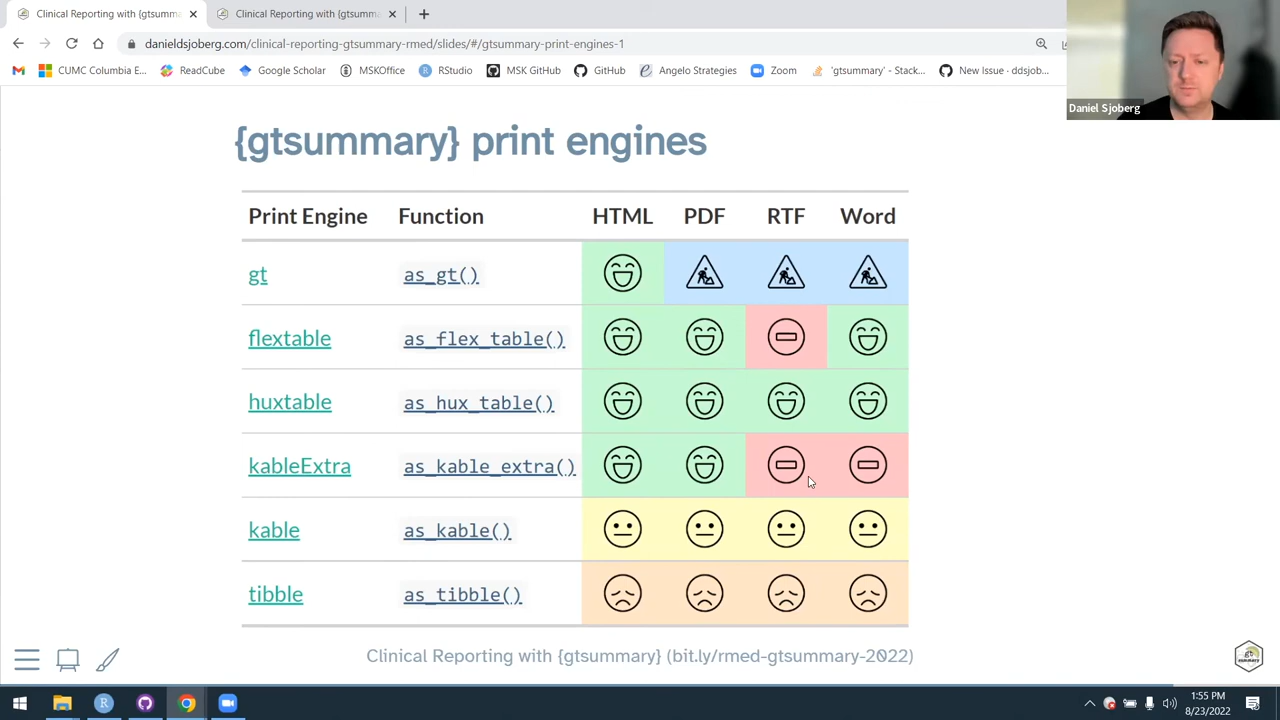 Clinical Reporting with {gtsumm
Clinical Reporting with {gtsumm
danieldsjoberg.com/clinical-reporting-gtsummary-rmed/slides/#/gtsummary-print-engines-1
CUMC Columbia E...
ReadCube
Google Scholar
MSKOffice
RStudio
MSK GitHub
GitHub
Angelo Strategies
Zoom
'gtsummary' - Stack...
New Issue · ddsjob...
Daniel Sjoberg
{gtsummary} print engines
Print Engine Function HTML PDF RTF Word
gt as_gt()
flextable as_flex_table()
huxtable as_hux_table()
kableExtra as_kable_extra()
kable as_kable()
tibble as_tibble()
Clinical Reporting with {gtsummary} (bit.ly/rmed-gtsummary-2022)
gt
summary
1:55 PM
8/23/2022